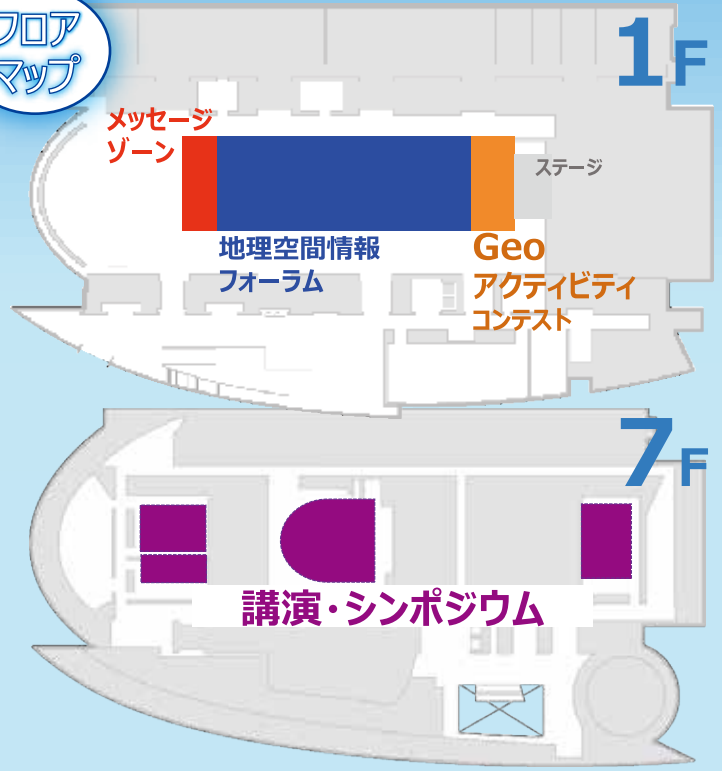 フロア
マップ
1F
メッセージ
ゾーン
ステージ
地理空間情報
フォーラム
Geo
アクティビティ
コンテスト
7F
講演・シンポジウム